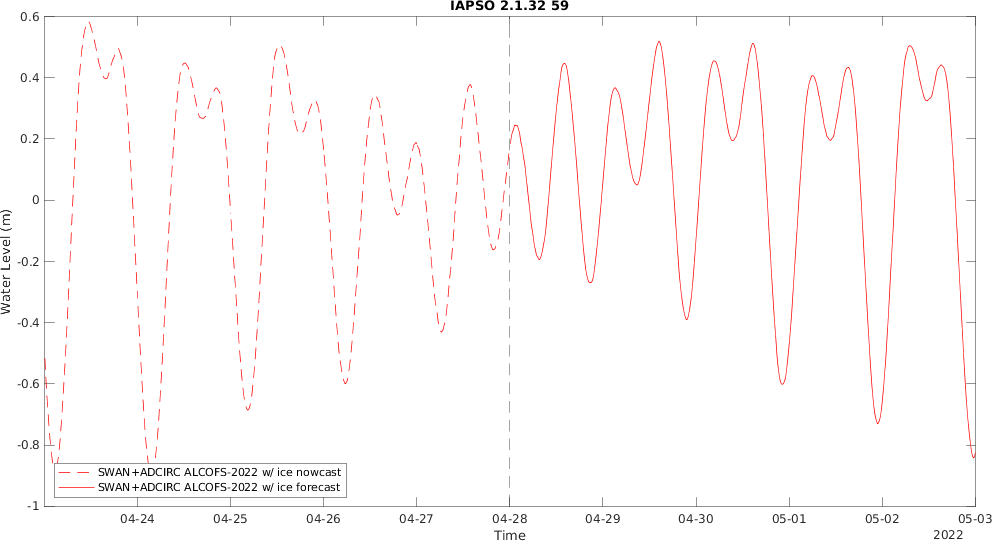 IAPSO 2.1.32 59
0.6
0.4
0.2
0
-0.2
-0.4
-0.6
-0.8
-1
Water Level (m)
SWAN+ADCIRC ALCOFS-2022 w/ ice nowcast
SWAN+ADCIRC ALCOFS-2022 w/ ice forecast
04-24 04-25 04-26 04-27 04-28 04-29 04-30 05-01 05-02 05-03
Time
2022